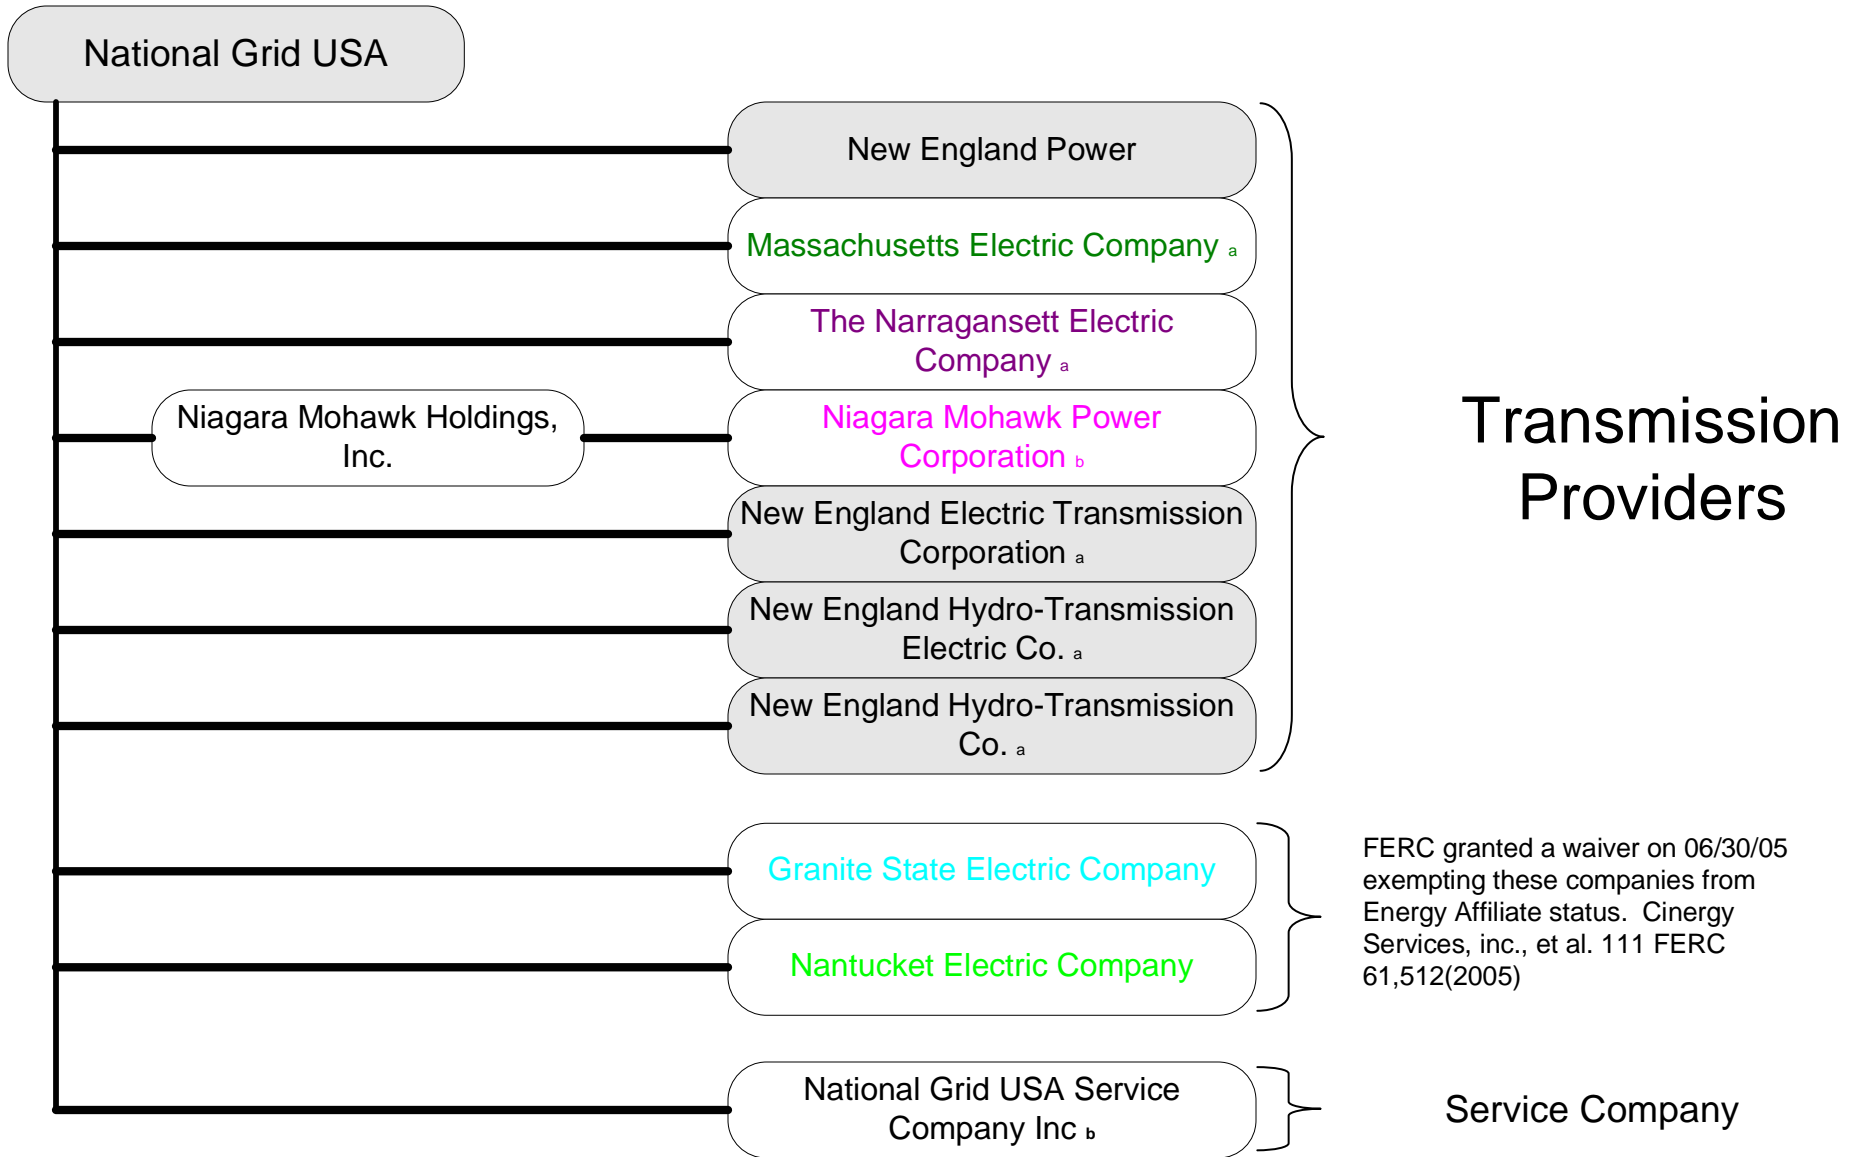 National Grid USA
New England Power
Massachusetts Electric Company a
The Narragansett Electric
Company a
Niagara Mohawk Holdings,
Inc.
Niagara Mohawk Power
Corporation b
New England Electric Transmission
Corporation a
New England Hydro-Transmission
Electric Co. a
New England Hydro-Transmission
Co. a
Transmission
Providers
Granite State Electric Company
Nantucket Electric Company
FERC granted a waiver on 06/30/05
exempting these companies from
Energy Affiliate status.  Cinergy
Services, inc., et al. 111 FERC
61,512(2005)
National Grid USA Service
Company Inc b
Service Company